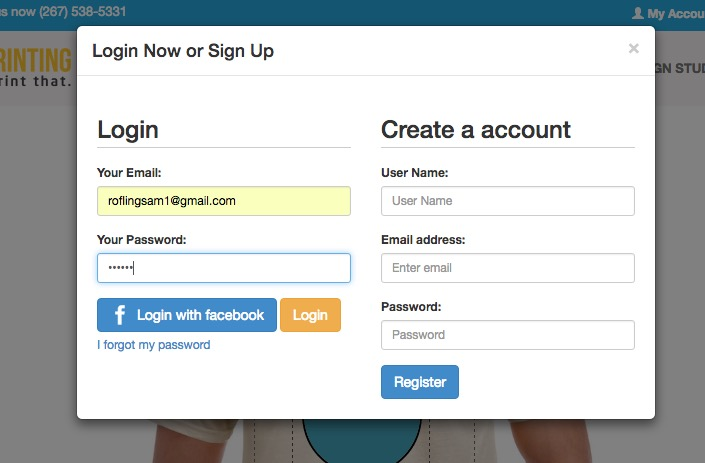 us now (267) 538-5331
My Accou
RINTING
rint that.
GN STUD
Login Now or Sign Up
×
Login
Your Email:
roflingsam1@gmail.com
Your Password:
••••••
Login with facebook
Login
I forgot my password
Create a account
User Name:
User Name
Email address:
Enter email
Password:
Password
Register